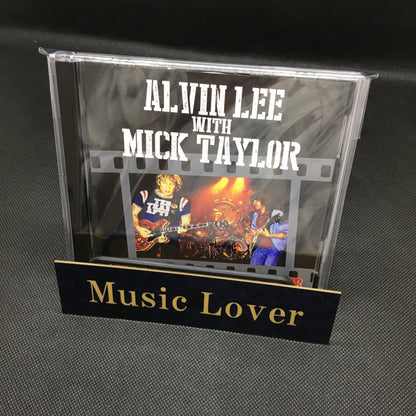 ALVIN LEE
WITH
MICK TAYLOR
Music Lover